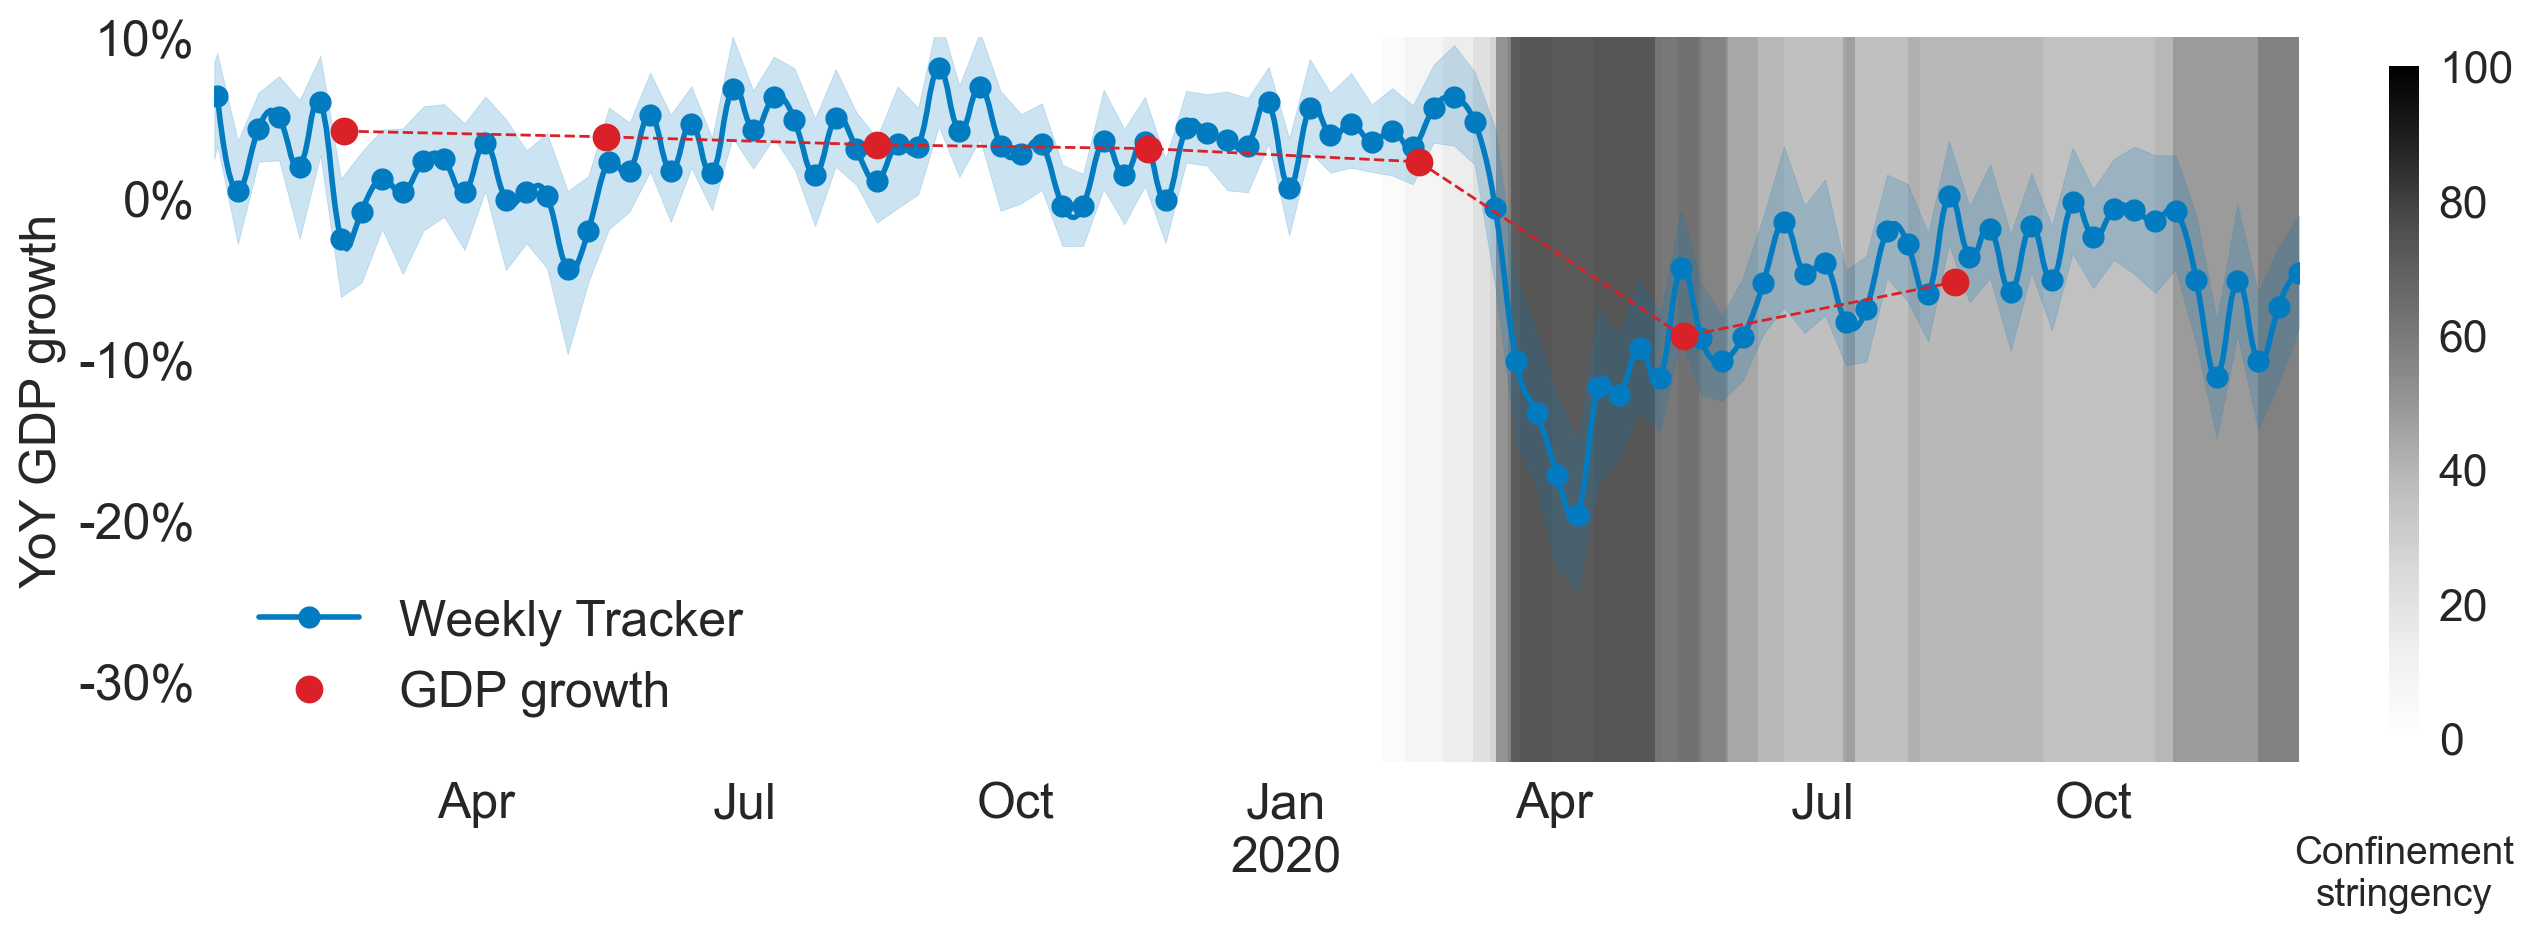 10%
0%
-10%
-20%
-30%
YoY GDP growth
Weekly Tracker
GDP growth
Apr
Jul
Oct
Jan
2020
Apr
Jul
Oct
100
80
60
40
20
0
Confinement
stringency